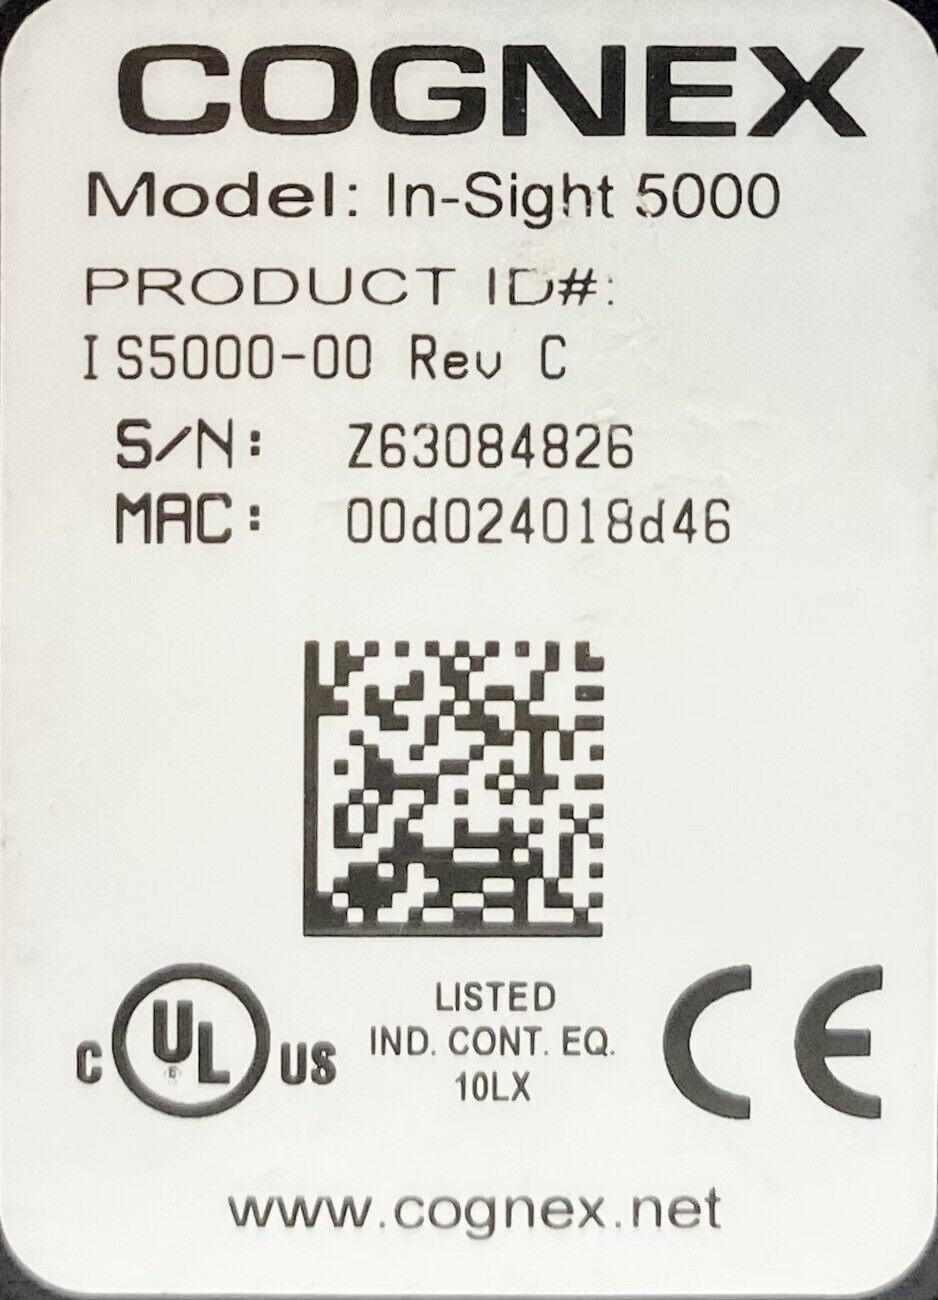 COGNEX
Model: In-Sight 5000
PRODUCT ID#:
IS5000-00 Rev C
S/N: Z63084826
MAC: 00d024018d46
C UL ® US
LISTED
IND. CONT. EQ.
10LX
CE
www.cognex.net